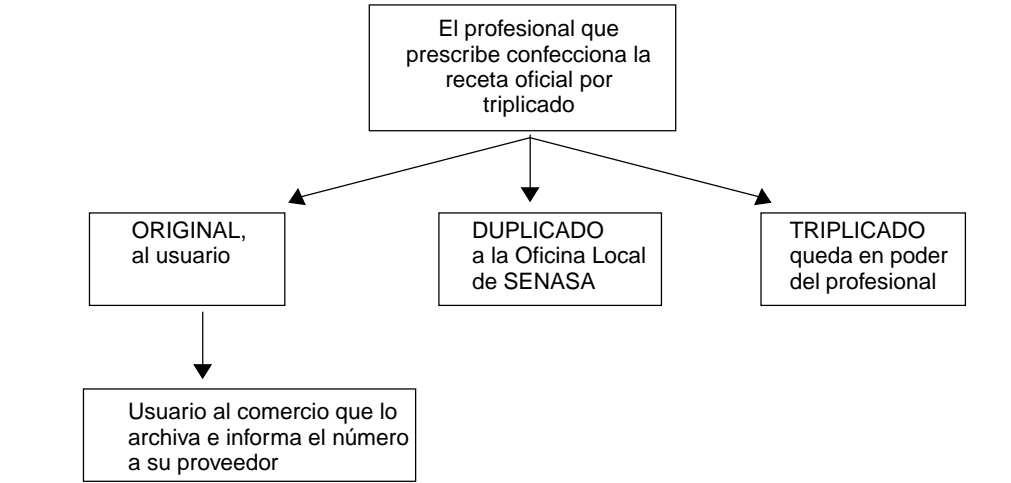 El profesional que
prescribe confecciona la
receta oficial por
triplicado
ORIGINAL,
al usuario
DUPLICADO
a la Oficina Local
de SENASA
TRIPLICADO
queda en poder
del profesional
Usuario al comercio que lo
archiva e informa el número
a su proveedor